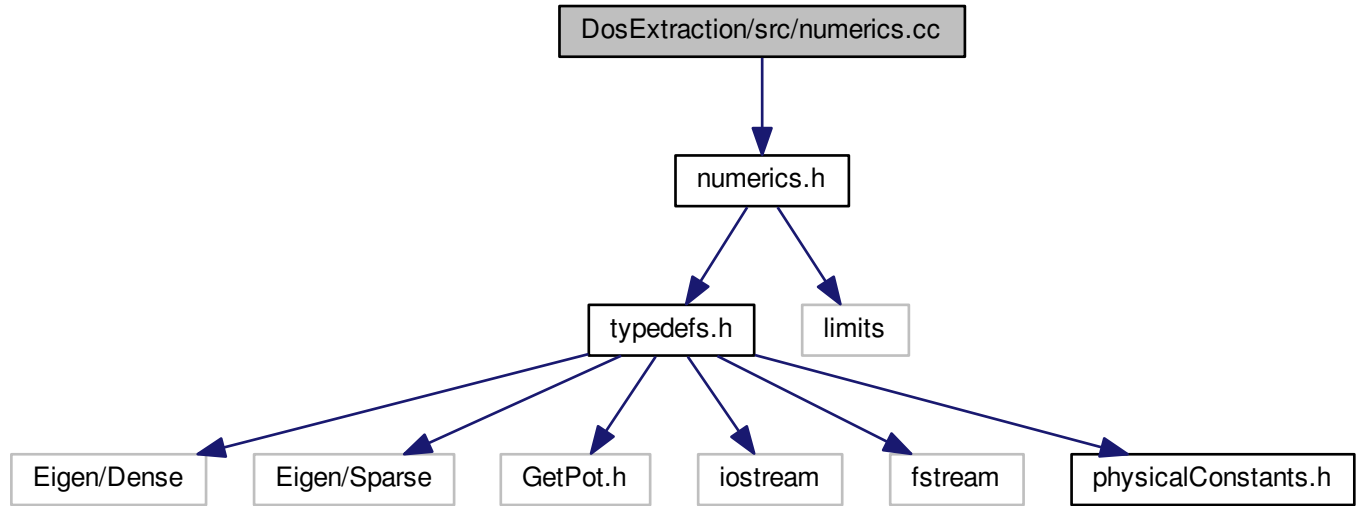 DosExtraction/src/numerics.cc
numerics.h
typedefs.h
limits
Eigen/Dense
Eigen/Sparse
GetPot.h
iostream
fstream
physicalConstants.h